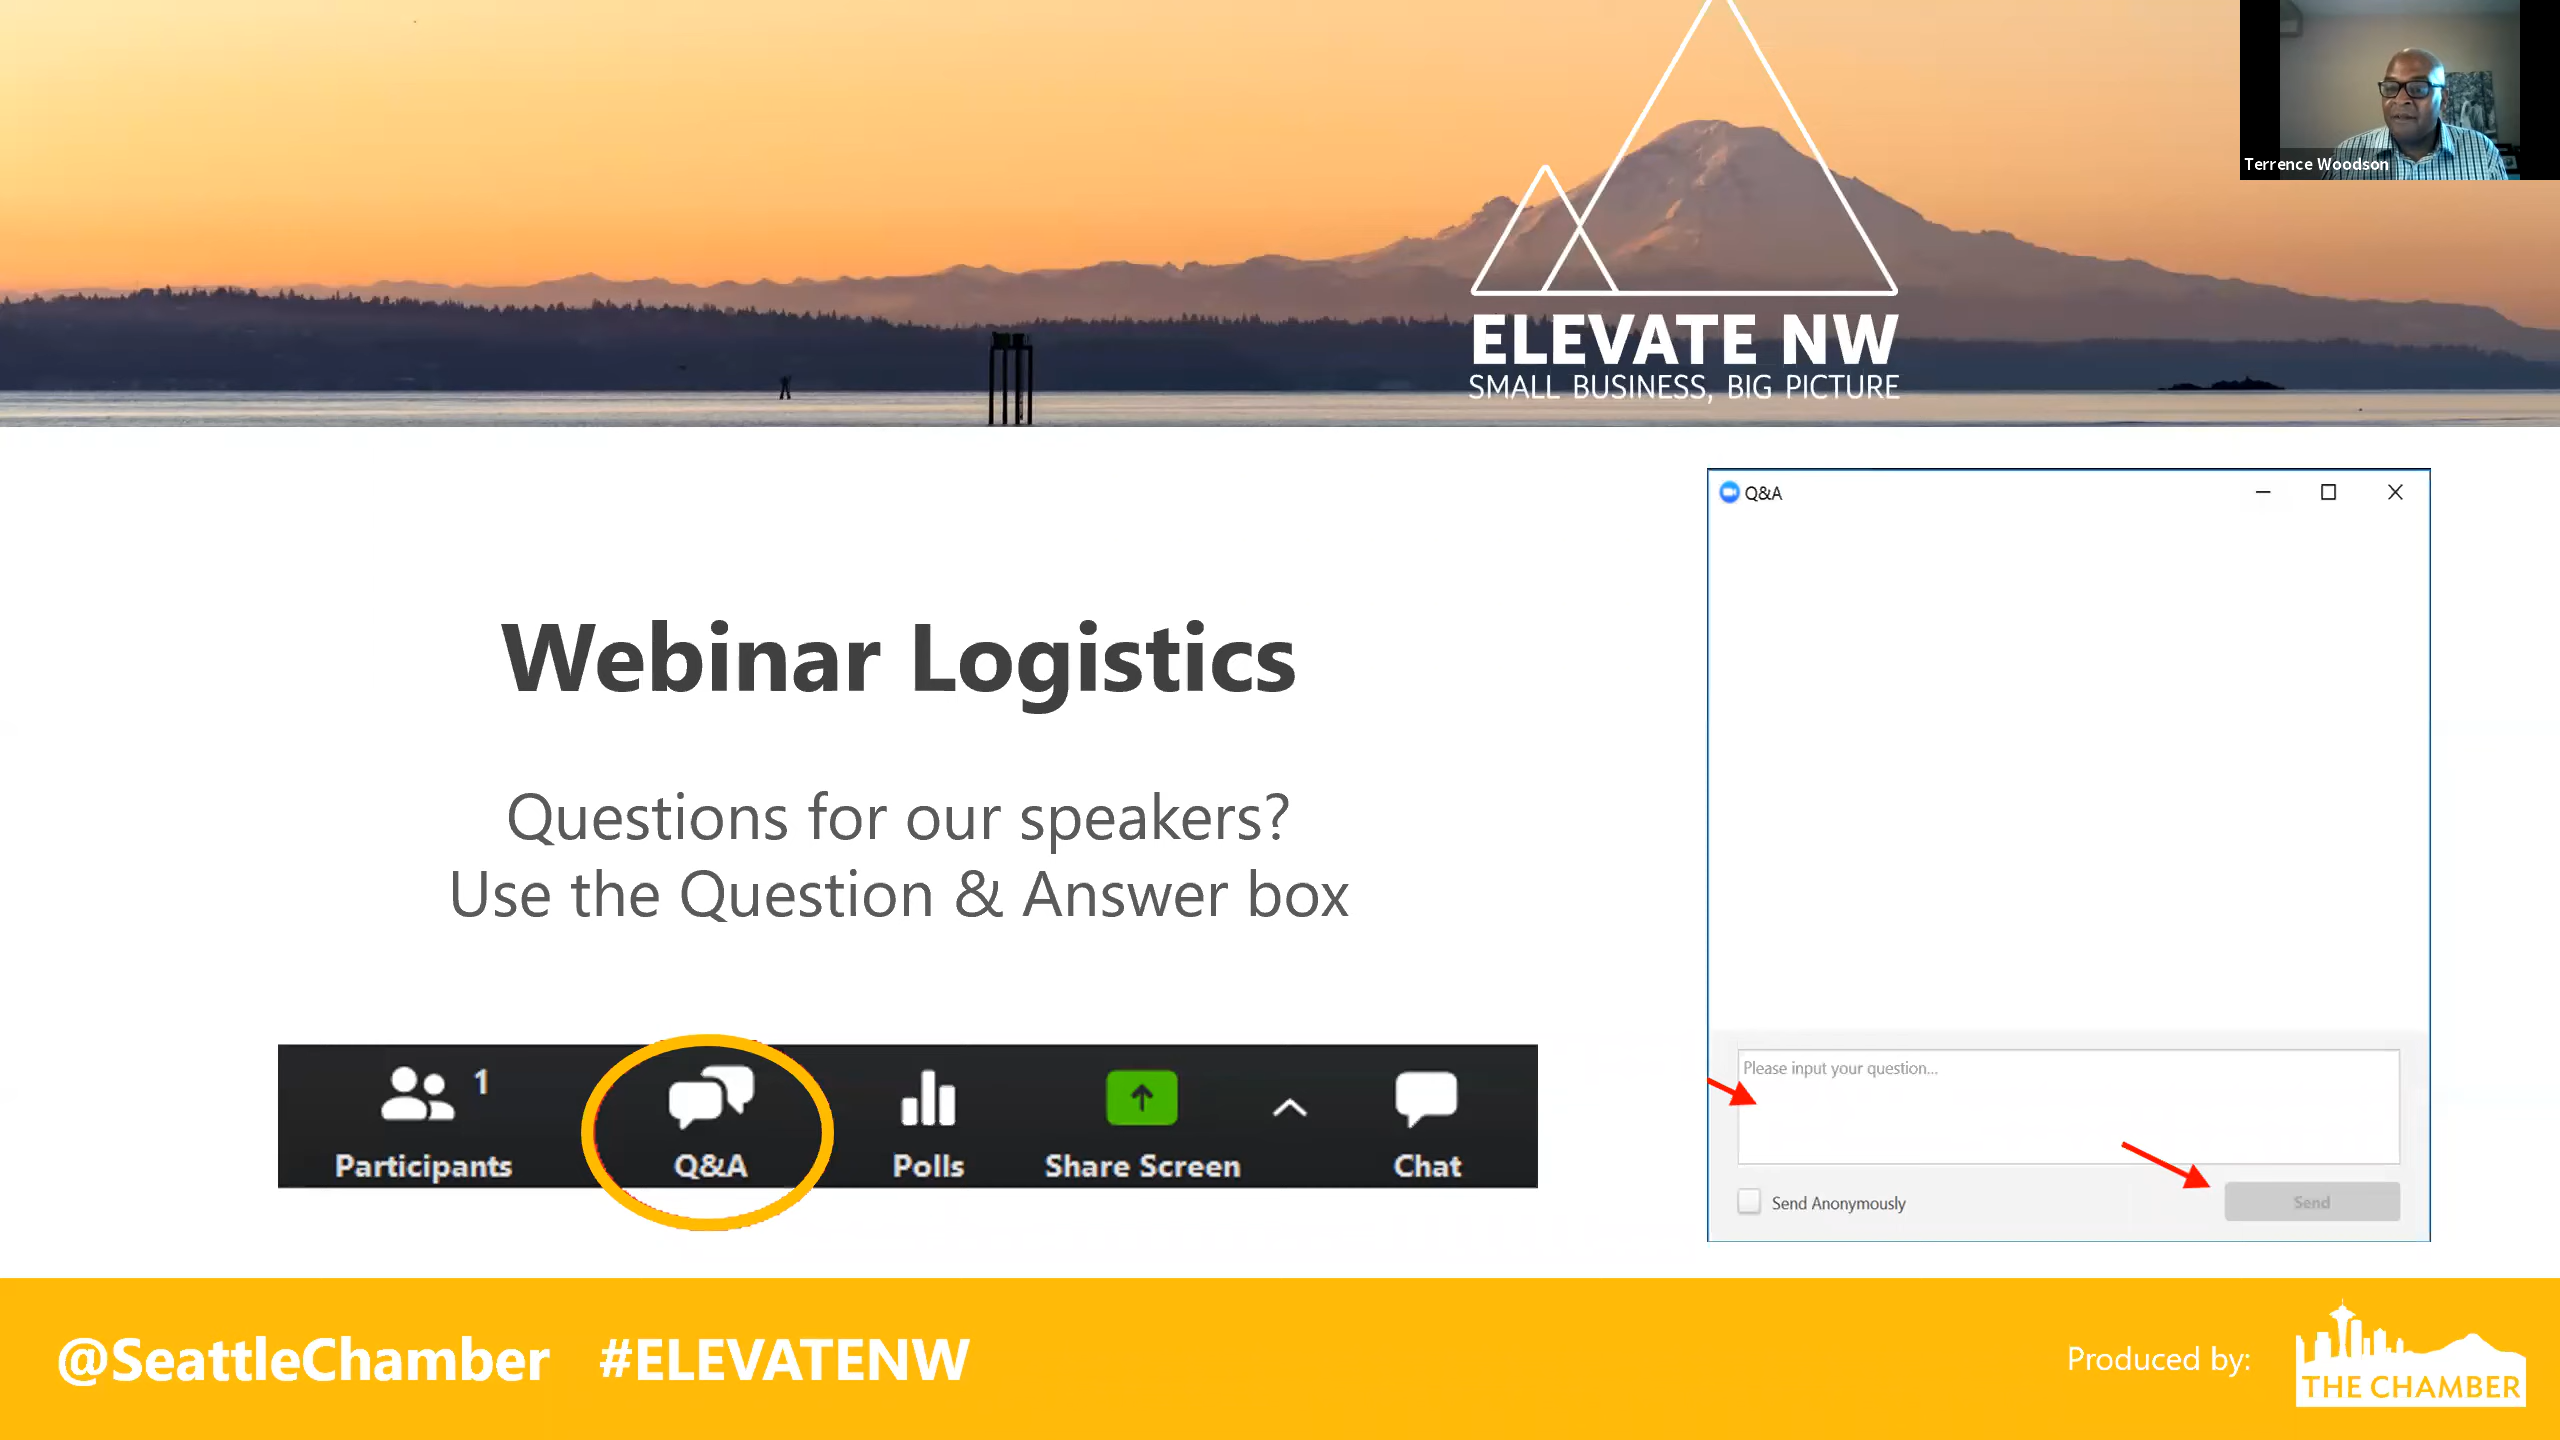 Terrence Woodson
ELEVATE NW
SMALL BUSINESS, BIG PICTURE
Webinar Logistics
Questions for our speakers?
Use the Question & Answer box
1
Participants
Q&A
Polls
Share Screen
Chat
Q&A
Please input your question...
Send Anonymously
Send
@SeattleChamber #ELEVATENW
Produced by:
THE CHAMBER